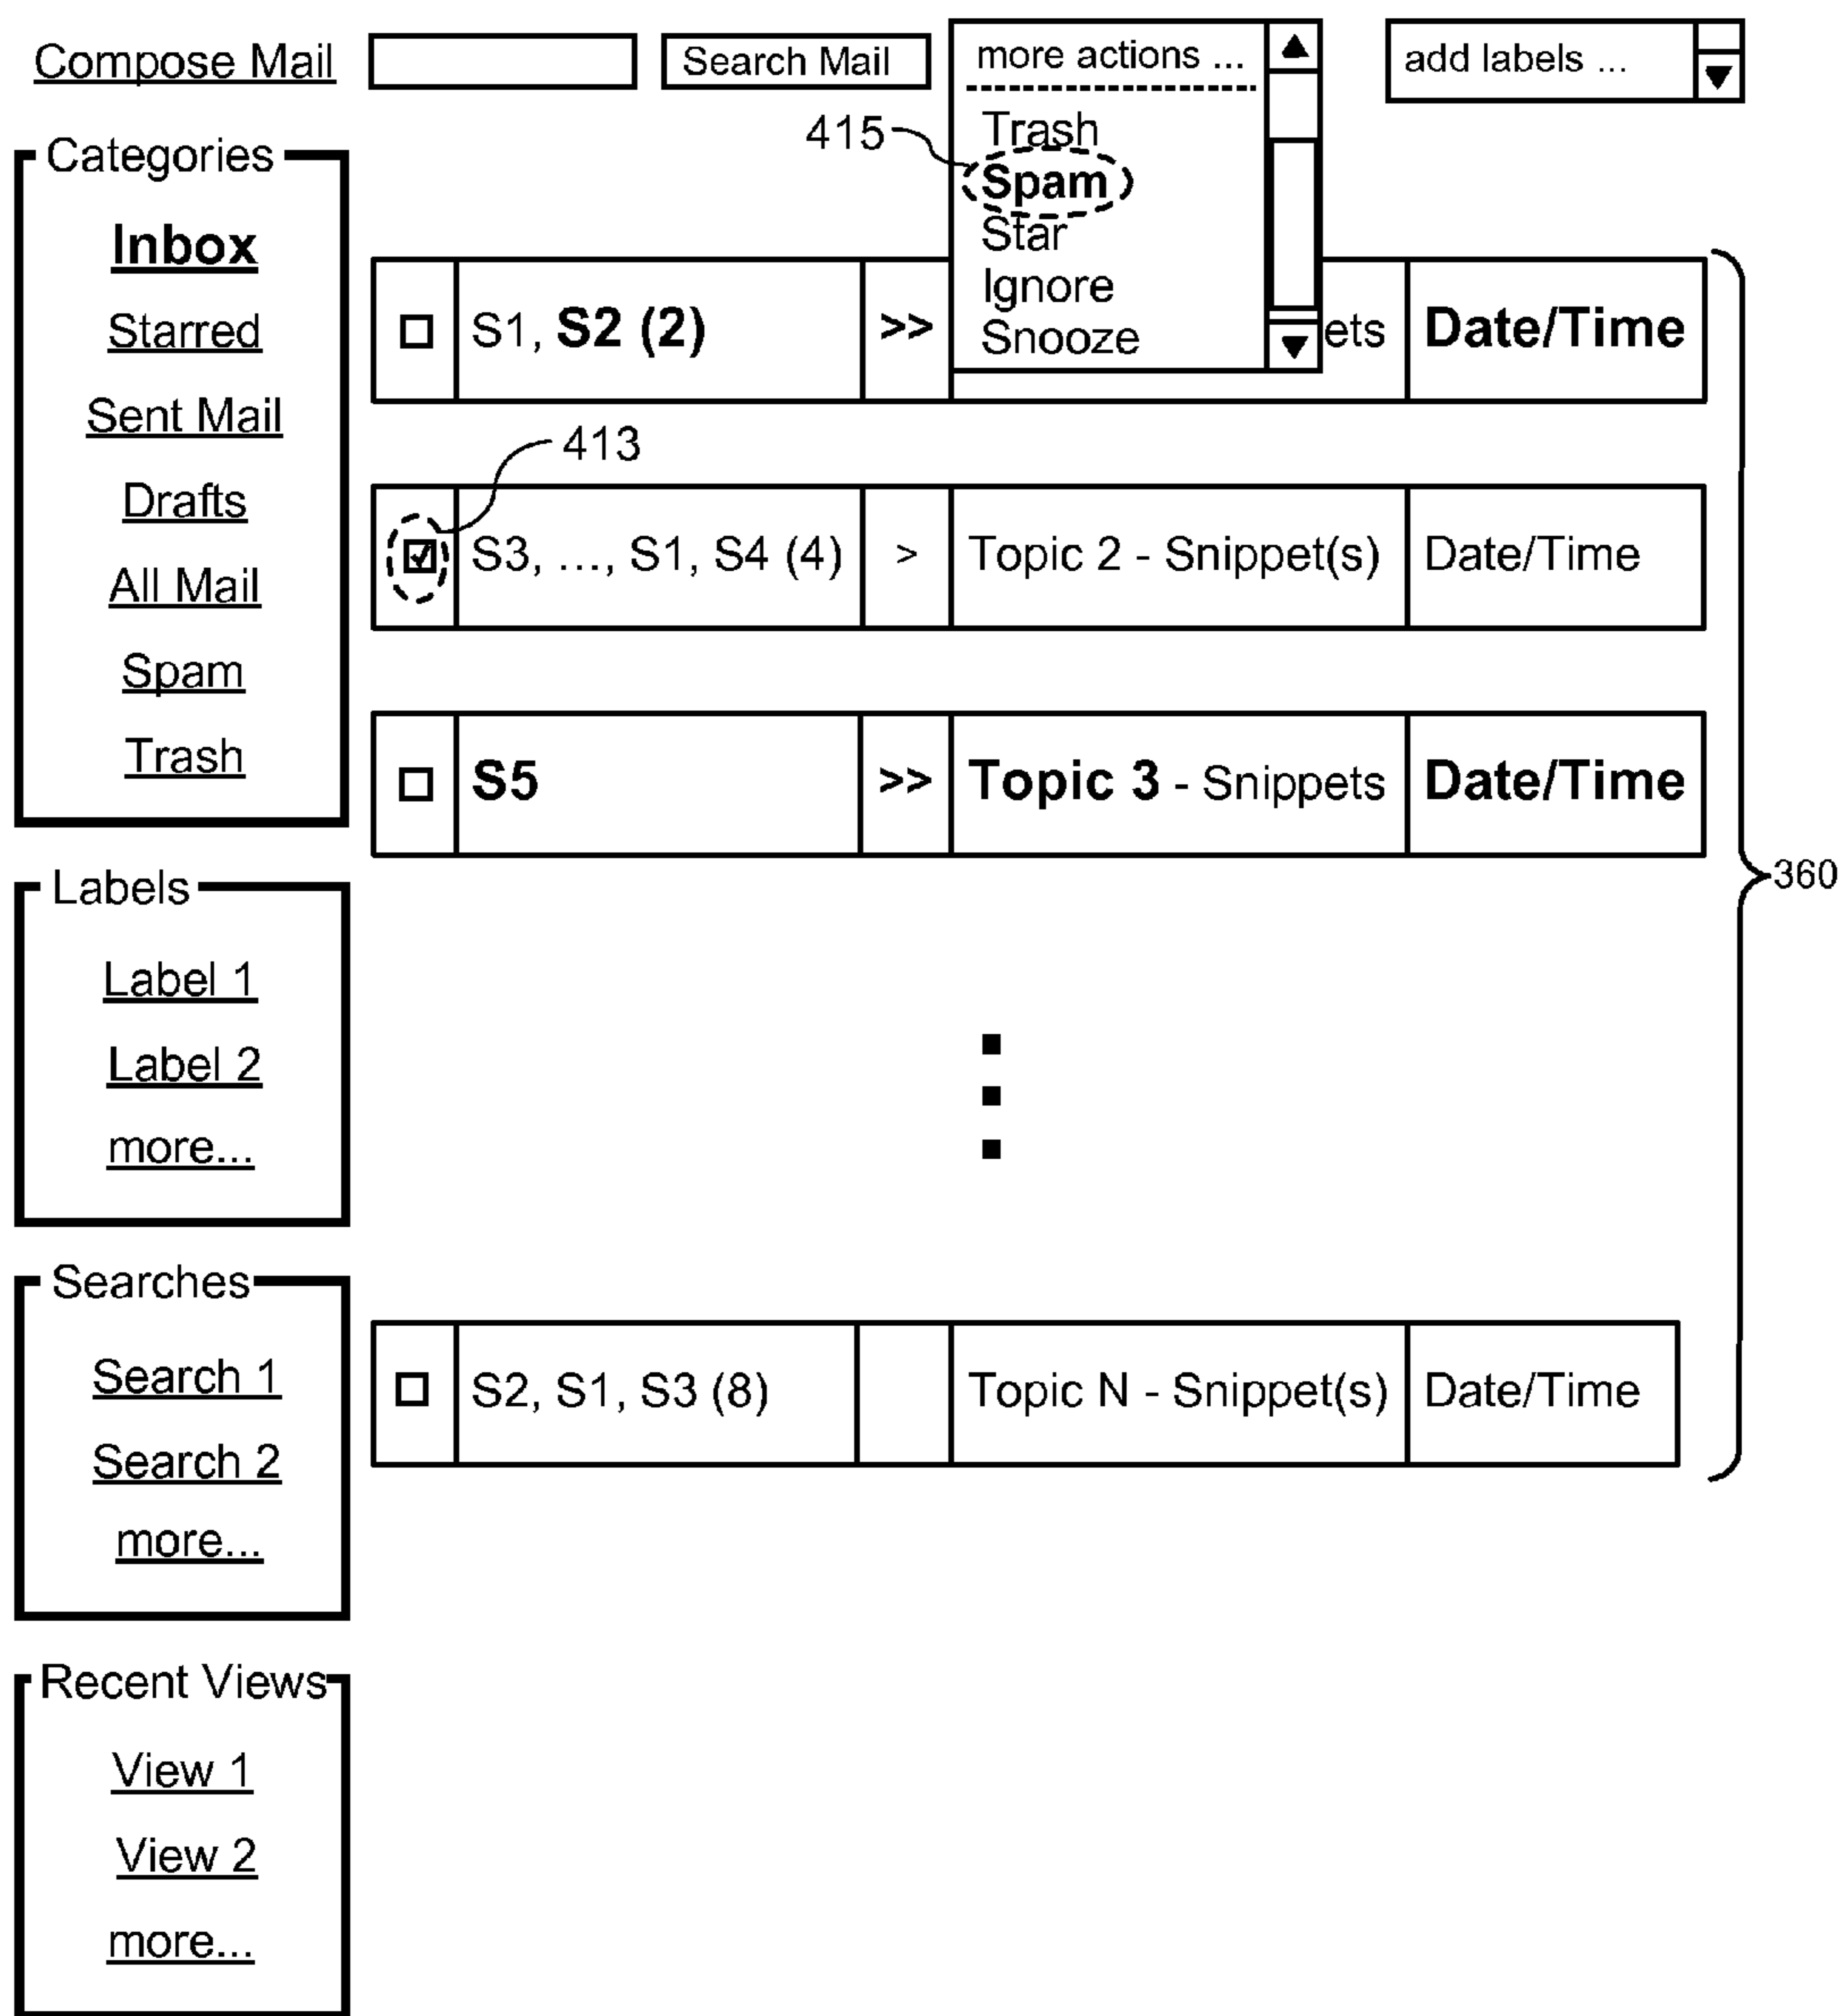 Compose Mail
Search Mail
more actions ...
add labels ...
415
Trash
Spam
Star
Ignore
Snooze
Categories
Inbox
Starred
Sent Mail
Drafts
All Mail
Spam
Trash
S1, S2 (2) >> ets Date/Time
413
S3, ..., S1, S4 (4) > Topic 2 - Snippet(s) Date/Time
S5 >> Topic 3 - Snippets Date/Time
360
Labels
Label 1
Label 2
more...
Searches
Search 1
Search 2
more...
S2, S1, S3 (8) Topic N - Snippet(s) Date/Time
Recent Views
View 1
View 2
more...